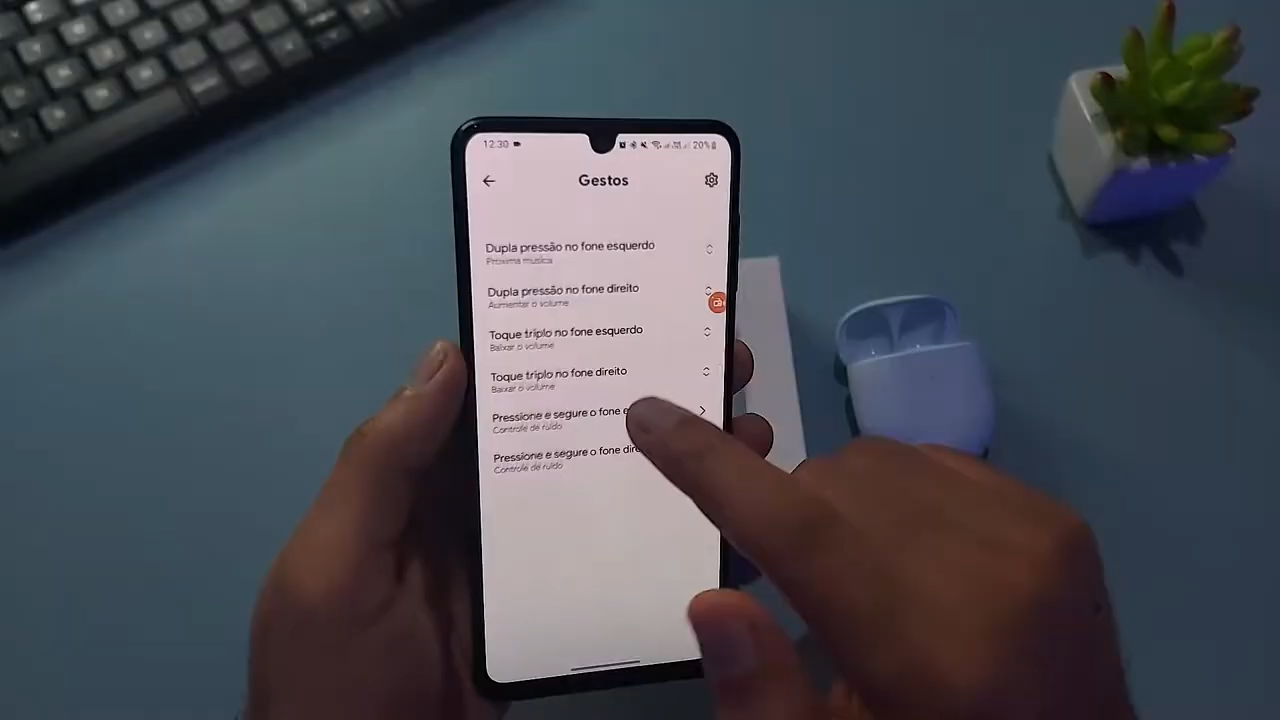 12:30
20%
Gestos
Dupla pressão no fone esquerdo
Próxima música
Dupla pressão no fone direito
Aumentar o volume
Toque triplo no fone esquerdo
Baixar o volume
Toque triplo no fone direito
Baixar o volume
Pressione e segure o fone e
Controle de ruído
Pressione e segure o fone dire
Controle de ruído